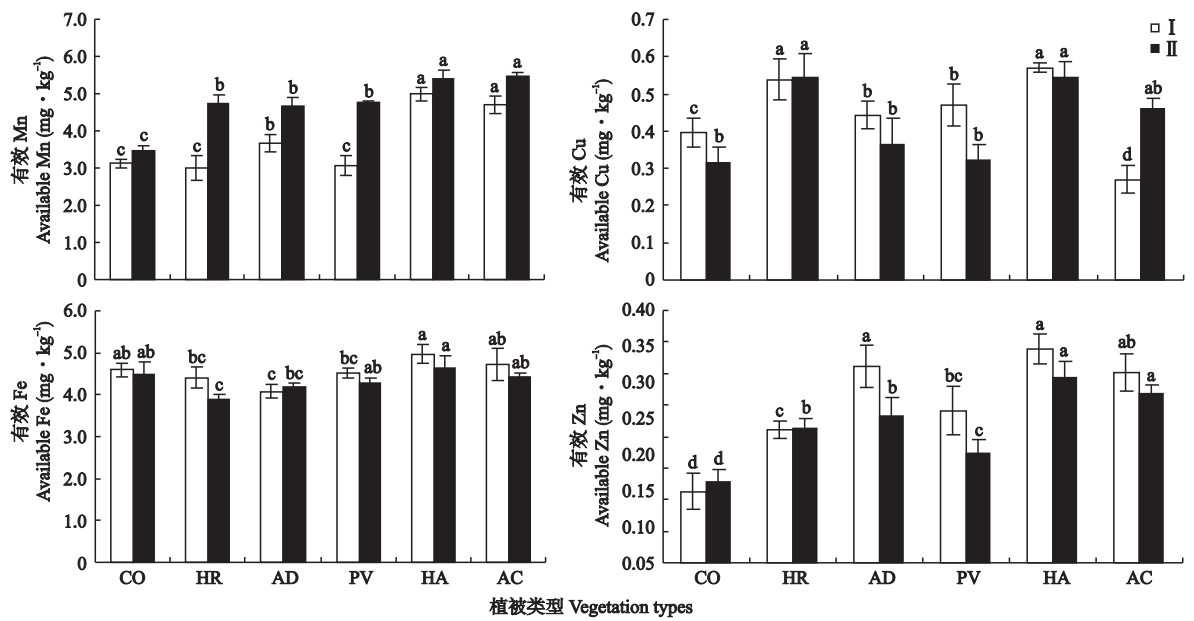 有效 Mn
Available Mn (mg·kg⁻¹)
7.0
6.0
5.0
4.0
3.0
2.0
1.0
0
c c c b b b c b a a a a
有效 Cu
Available Cu (mg·kg⁻¹)
0.7
0.6
0.5
0.4
0.3
0.2
0.1
0
c b a a b b b b a a d ab
Ⅰ
Ⅱ
有效 Fe
Available Fe (mg·kg⁻¹)
6.0
5.0
4.0
3.0
2.0
1.0
0
ab ab bc c c bc bc ab a a ab ab
CO HR AD PV HA AC
有效 Zn
Available Zn (mg·kg⁻¹)
0.40
0.35
0.30
0.25
0.20
0.15
0.10
0.05
d d c b a b bc c a a ab a
CO HR AD PV HA AC
植被类型 Vegetation types